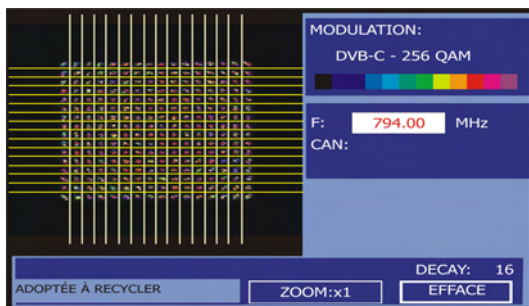 MODULATION:
DVB-C - 256 QAM
F: 794.00 MHz
CAN:
DECAY: 16
ADOPTÉE À RECYCLER ZOOM:x1 EFFACE